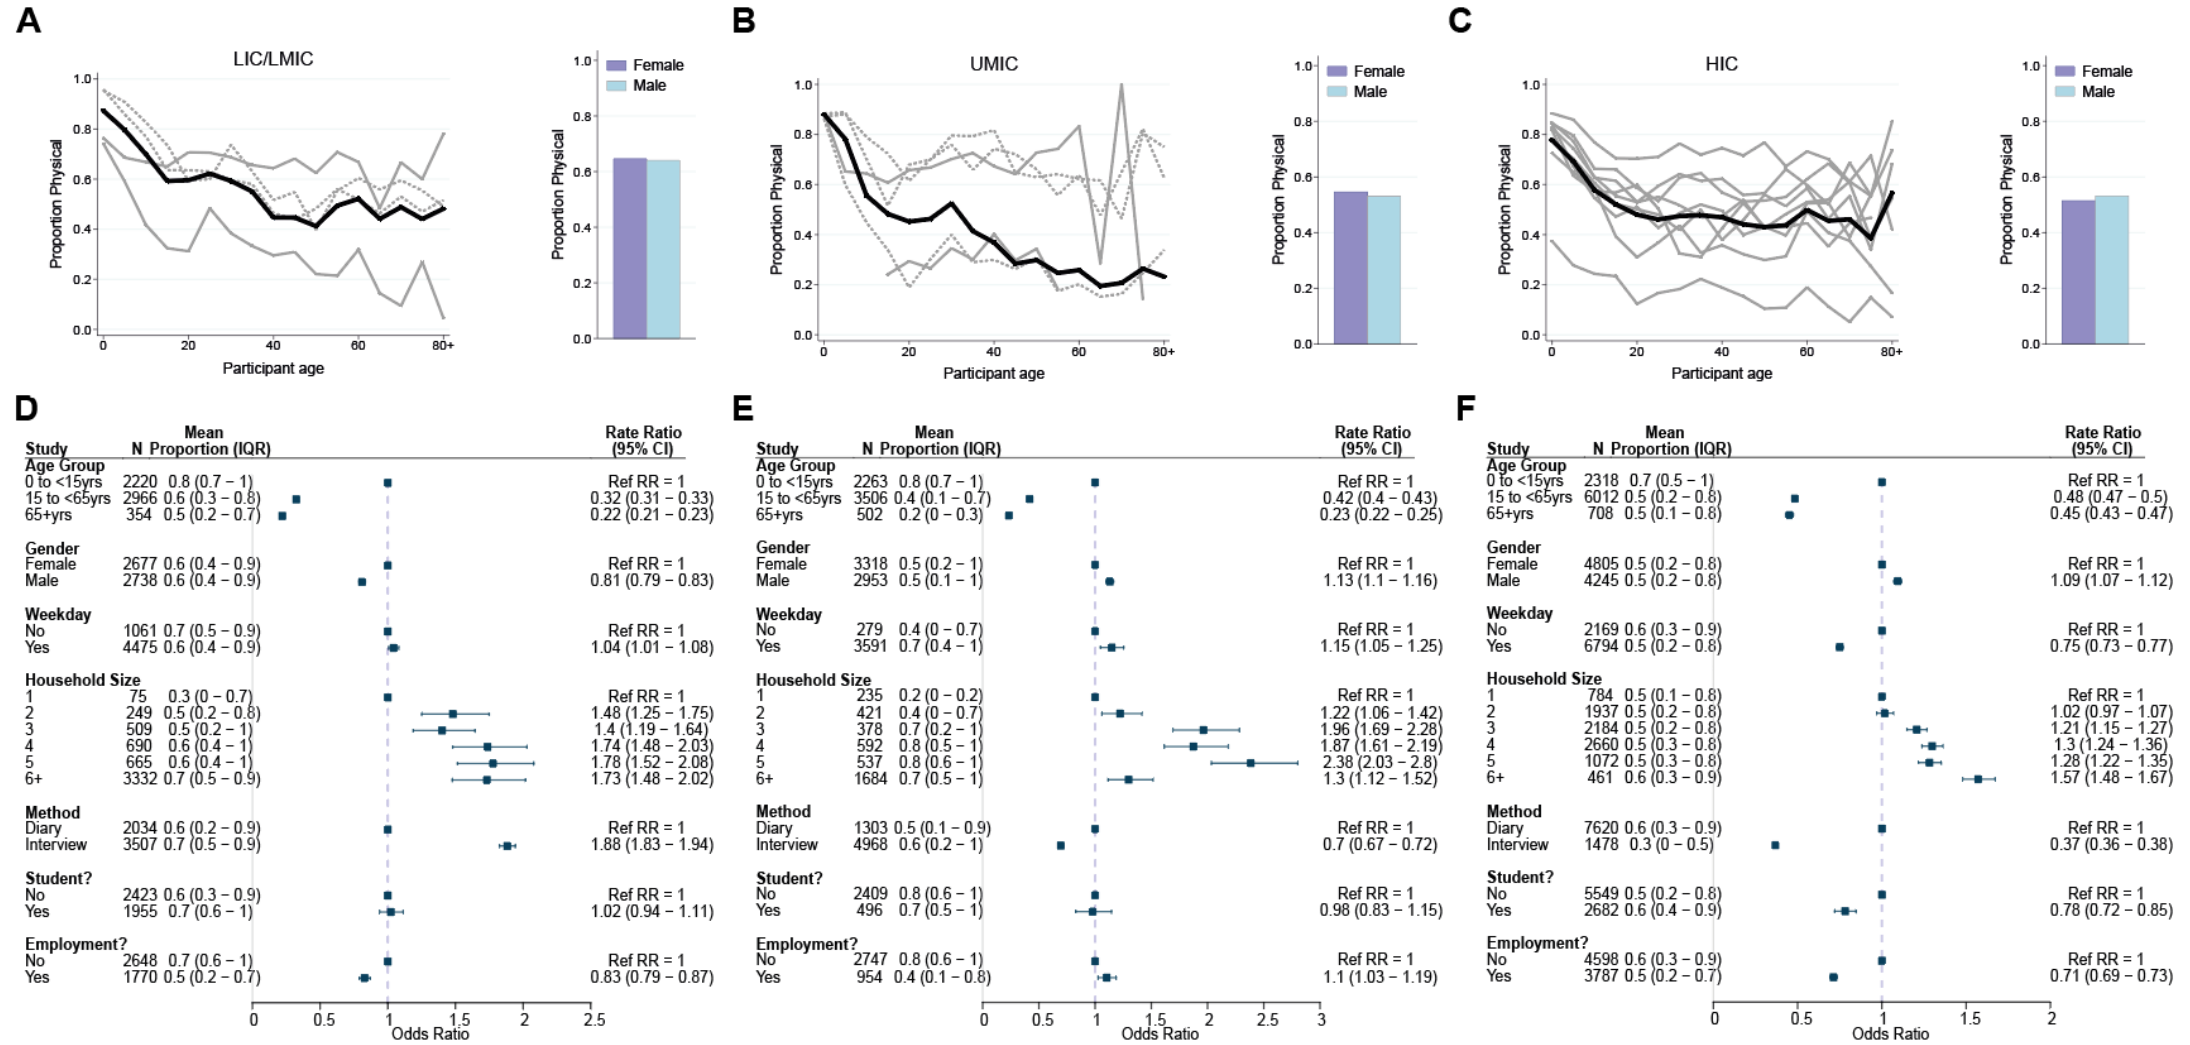 A
LIC/LMIC
Proportion Physical
1.0
0.8
0.6
0.4
0.2
0.0
0 20 40 60 80+
Participant age
Proportion Physical
1.0
0.8
0.6
0.4
0.2
0.0
Female
Male
B
UMIC
Proportion Physical
1.0
0.8
0.6
0.4
0.2
0.0
0 20 40 60 80+
Participant age
Proportion Physical
1.0
0.8
0.6
0.4
0.2
0.0
Female
Male
C
HIC
Proportion Physical
1.0
0.8
0.6
0.4
0.2
0.0
0 20 40 60 80+
Participant age
Proportion Physical
1.0
0.8
0.6
0.4
0.2
0.0
Female
Male
D
Mean Rate Ratio
Study N Proportion (IQR) (95% CI)
Age Group
0 to <15yrs 2220 0.8 (0.7 − 1) Ref RR = 1
15 to <65yrs 2966 0.6 (0.3 − 0.8) 0.32 (0.31 − 0.33)
65+yrs 354 0.5 (0.2 − 0.7) 0.22 (0.21 − 0.23)
Gender
Female 2677 0.6 (0.4 − 0.9) Ref RR = 1
Male 2738 0.6 (0.4 − 0.9) 0.81 (0.79 − 0.83)
Weekday
No 1061 0.7 (0.5 − 0.9) Ref RR = 1
Yes 4475 0.6 (0.4 − 0.9) 1.04 (1.01 − 1.08)
Household Size
1 75 0.3 (0 − 0.7) Ref RR = 1
2 249 0.5 (0.2 − 0.8) 1.48 (1.25 − 1.75)
3 509 0.5 (0.2 − 1) 1.4 (1.19 − 1.64)
4 690 0.6 (0.4 − 1) 1.74 (1.48 − 2.03)
5 665 0.6 (0.4 − 1) 1.78 (1.52 − 2.08)
6+ 3332 0.7 (0.5 − 0.9) 1.73 (1.48 − 2.02)
Method
Diary 2034 0.6 (0.2 − 0.9) Ref RR = 1
Interview 3507 0.7 (0.5 − 0.9) 1.88 (1.83 − 1.94)
Student?
No 2423 0.6 (0.3 − 0.9) Ref RR = 1
Yes 1955 0.7 (0.6 − 1) 1.02 (0.94 − 1.11)
Employment?
No 2648 0.7 (0.6 − 1) Ref RR = 1
Yes 1770 0.5 (0.2 − 0.7) 0.83 (0.79 − 0.87)
0 0.5 1 1.5 2 2.5
Odds Ratio
E
Mean Rate Ratio
Study N Proportion (IQR) (95% CI)
Age Group
0 to <15yrs 2263 0.8 (0.7 − 1) Ref RR = 1
15 to <65yrs 3506 0.4 (0.1 − 0.7) 0.42 (0.4 − 0.43)
65+yrs 502 0.2 (0 − 0.3) 0.23 (0.22 − 0.25)
Gender
Female 3318 0.5 (0.2 − 1) Ref RR = 1
Male 2953 0.5 (0.1 − 1) 1.13 (1.1 − 1.16)
Weekday
No 279 0.4 (0 − 0.7) Ref RR = 1
Yes 3591 0.7 (0.4 − 1) 1.15 (1.05 − 1.25)
Household Size
1 235 0.2 (0 − 0.2) Ref RR = 1
2 421 0.4 (0 − 0.7) 1.22 (1.06 − 1.42)
3 378 0.7 (0.2 − 1) 1.96 (1.69 − 2.28)
4 592 0.8 (0.5 − 1) 1.87 (1.61 − 2.19)
5 537 0.8 (0.6 − 1) 2.38 (2.03 − 2.8)
6+ 1684 0.7 (0.5 − 1) 1.3 (1.12 − 1.52)
Method
Diary 1303 0.5 (0.1 − 0.9) Ref RR = 1
Interview 4968 0.6 (0.2 − 1) 0.7 (0.67 − 0.72)
Student?
No 2409 0.8 (0.6 − 1) Ref RR = 1
Yes 496 0.7 (0.5 − 1) 0.98 (0.83 − 1.15)
Employment?
No 2747 0.8 (0.6 − 1) Ref RR = 1
Yes 954 0.4 (0.1 − 0.8) 1.1 (1.03 − 1.19)
0 0.5 1 1.5 2 2.5 3
Odds Ratio
F
Mean Rate Ratio
Study N Proportion (IQR) (95% CI)
Age Group
0 to <15yrs 2318 0.7 (0.5 − 1) Ref RR = 1
15 to <65yrs 6012 0.5 (0.2 − 0.8) 0.48 (0.47 − 0.5)
65+yrs 708 0.5 (0.1 − 0.8) 0.45 (0.43 − 0.47)
Gender
Female 4805 0.5 (0.2 − 0.8) Ref RR = 1
Male 4245 0.5 (0.2 − 0.8) 1.09 (1.07 − 1.12)
Weekday
No 2169 0.6 (0.3 − 0.9) Ref RR = 1
Yes 6794 0.5 (0.2 − 0.8) 0.75 (0.73 − 0.77)
Household Size
1 784 0.5 (0.1 − 0.8) Ref RR = 1
2 1937 0.5 (0.2 − 0.8) 1.02 (0.97 − 1.07)
3 2184 0.5 (0.2 − 0.8) 1.21 (1.15 − 1.27)
4 2660 0.5 (0.3 − 0.8) 1.3 (1.24 − 1.36)
5 1072 0.5 (0.3 − 0.8) 1.28 (1.22 − 1.35)
6+ 461 0.6 (0.3 − 0.9) 1.57 (1.48 − 1.67)
Method
Diary 7620 0.6 (0.3 − 0.9) Ref RR = 1
Interview 1478 0.3 (0 − 0.5) 0.37 (0.36 − 0.38)
Student?
No 5549 0.5 (0.2 − 0.8) Ref RR = 1
Yes 2682 0.6 (0.4 − 0.9) 0.78 (0.72 − 0.85)
Employment?
No 4598 0.6 (0.3 − 0.9) Ref RR = 1
Yes 3787 0.5 (0.2 − 0.7) 0.71 (0.69 − 0.73)
0 0.5 1 1.5 2
Odds Ratio